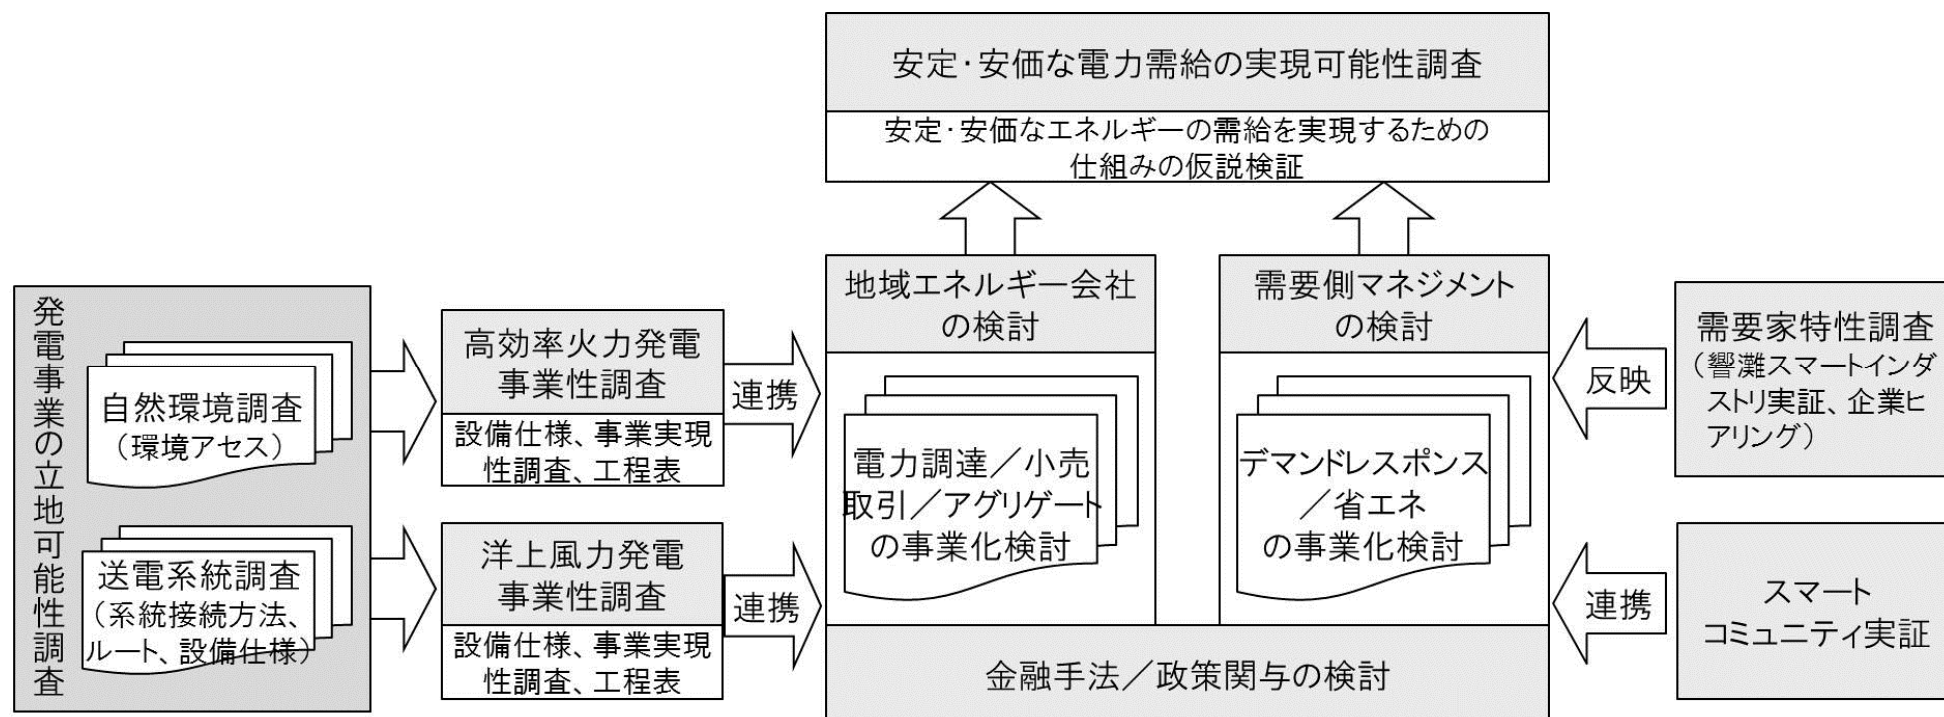 安定・安価な電力需給の実現可能性調査
安定・安価なエネルギーの需給を実現するための
仕組みの仮説検証
発電事業の立地可能性調査
自然環境調査
（環境アセス）
送電系統調査
（系統接続方法、
ルート、設備仕様）
高効率火力発電
事業性調査
設備仕様、事業実現
性調査、工程表
洋上風力発電
事業性調査
設備仕様、事業実現
性調査、工程表
連携
連携
地域エネルギー会社
の検討
電力調達／小売
取引／アグリゲート
の事業化検討
需要側マネジメント
の検討
デマンドレスポンス
／省エネ
の事業化検討
金融手法／政策関与の検討
反映
連携
需要家特性調査
（響灘スマートインダ
ストリ実証、企業ヒ
アリング）
スマート
コミュニティ実証